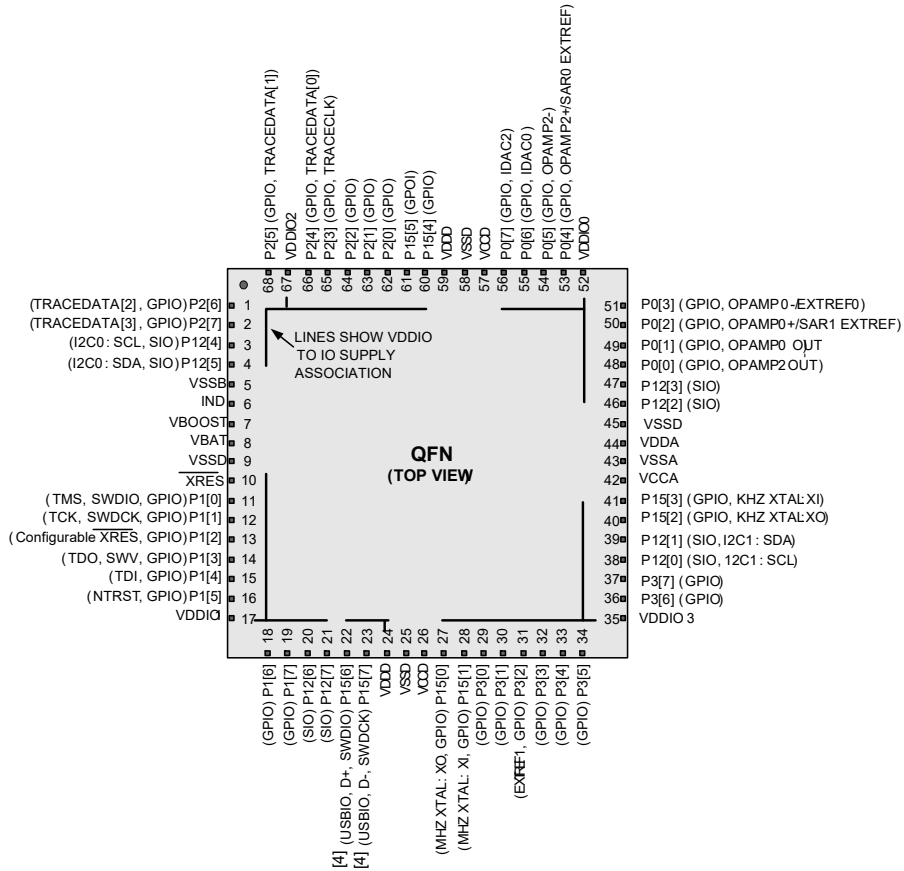 P2[5] (GPIO, TRACEDATA[1])
VDDIO2
P2[4] (GPIO, TRACEDATA[0])
P2[3] (GPIO, TRACECLK)
P2[2] (GPIO)
P2[1] (GPIO)
P2[0] (GPIO)
P15[5] (GPOI)
P15[4] (GPIO)
VDDD
VSSD
VCCD
P0[7] (GPIO, IDAC2)
P0[6] (GPIO, IDAC0)
P0[5] (GPIO, OPAMP2-)
P0[4] (GPIO, OPAMP2+/SAR0 EXTREF)
VDDIO0
68
67
66
65
64
63
62
61
60
59
58
57
56
55
54
53
52
(TRACEDATA[2], GPIO) P2[6] 1
(TRACEDATA[3], GPIO) P2[7] 2
(I2C0: SCL, SIO) P12[4] 3
(I2C0: SDA, SIO) P12[5] 4
VSSB 5
IND 6
VBOOST 7
VBAT 8
VSSD 9
XRES 10
(TMS, SWDIO, GPIO) P1[0] 11
(TCK, SWDCK, GPIO) P1[1] 12
(Configurable XRES, GPIO) P1[2] 13
(TDO, SWV, GPIO) P1[3] 14
(TDI, GPIO) P1[4] 15
(NTRST, GPIO) P1[5] 16
VDDIO1 17
LINES SHOW VDDIO
TO IO SUPPLY
ASSOCIATION
QFN
(TOP VIEW)
51 P0[3] (GPIO, OPAMP0-/EXTREF0)
50 P0[2] (GPIO, OPAMP0+/SAR1 EXTREF)
49 P0[1] (GPIO, OPAMP0 OUT
48 P0[0] (GPIO, OPAMP2 OUT)
47 P12[3] (SIO)
46 P12[2] (SIO)
45 VSSD
44 VDDA
43 VSSA
42 VCCA
41 P15[3] (GPIO, KHZ XTAL: XI)
40 P15[2] (GPIO, KHZ XTAL: XO)
39 P12[1] (SIO, I2C1: SDA)
38 P12[0] (SIO, 12C1: SCL)
37 P3[7] (GPIO)
36 P3[6] (GPIO)
35 VDDIO 3
18
19
20
21
22
23
24
25
26
27
28
29
30
31
32
33
34
(GPIO) P1[6]
(GPIO) P1[7]
(SIO) P12[6]
(SIO) P12[7]
[4] (USBIO, D+, SWDIO) P15[6]
[4] (USBIO, D-, SWDCK) P15[7]
VDDD
VSSD
VCCD
(MHZ XTAL: XO, GPIO) P15[0]
(MHZ XTAL: XI, GPIO) P15[1]
(GPIO) P3[0]
(GPIO) P3[1]
(EXTREF1, GPIO) P3[2]
(GPIO) P3[3]
(GPIO) P3[4]
(GPIO) P3[5]